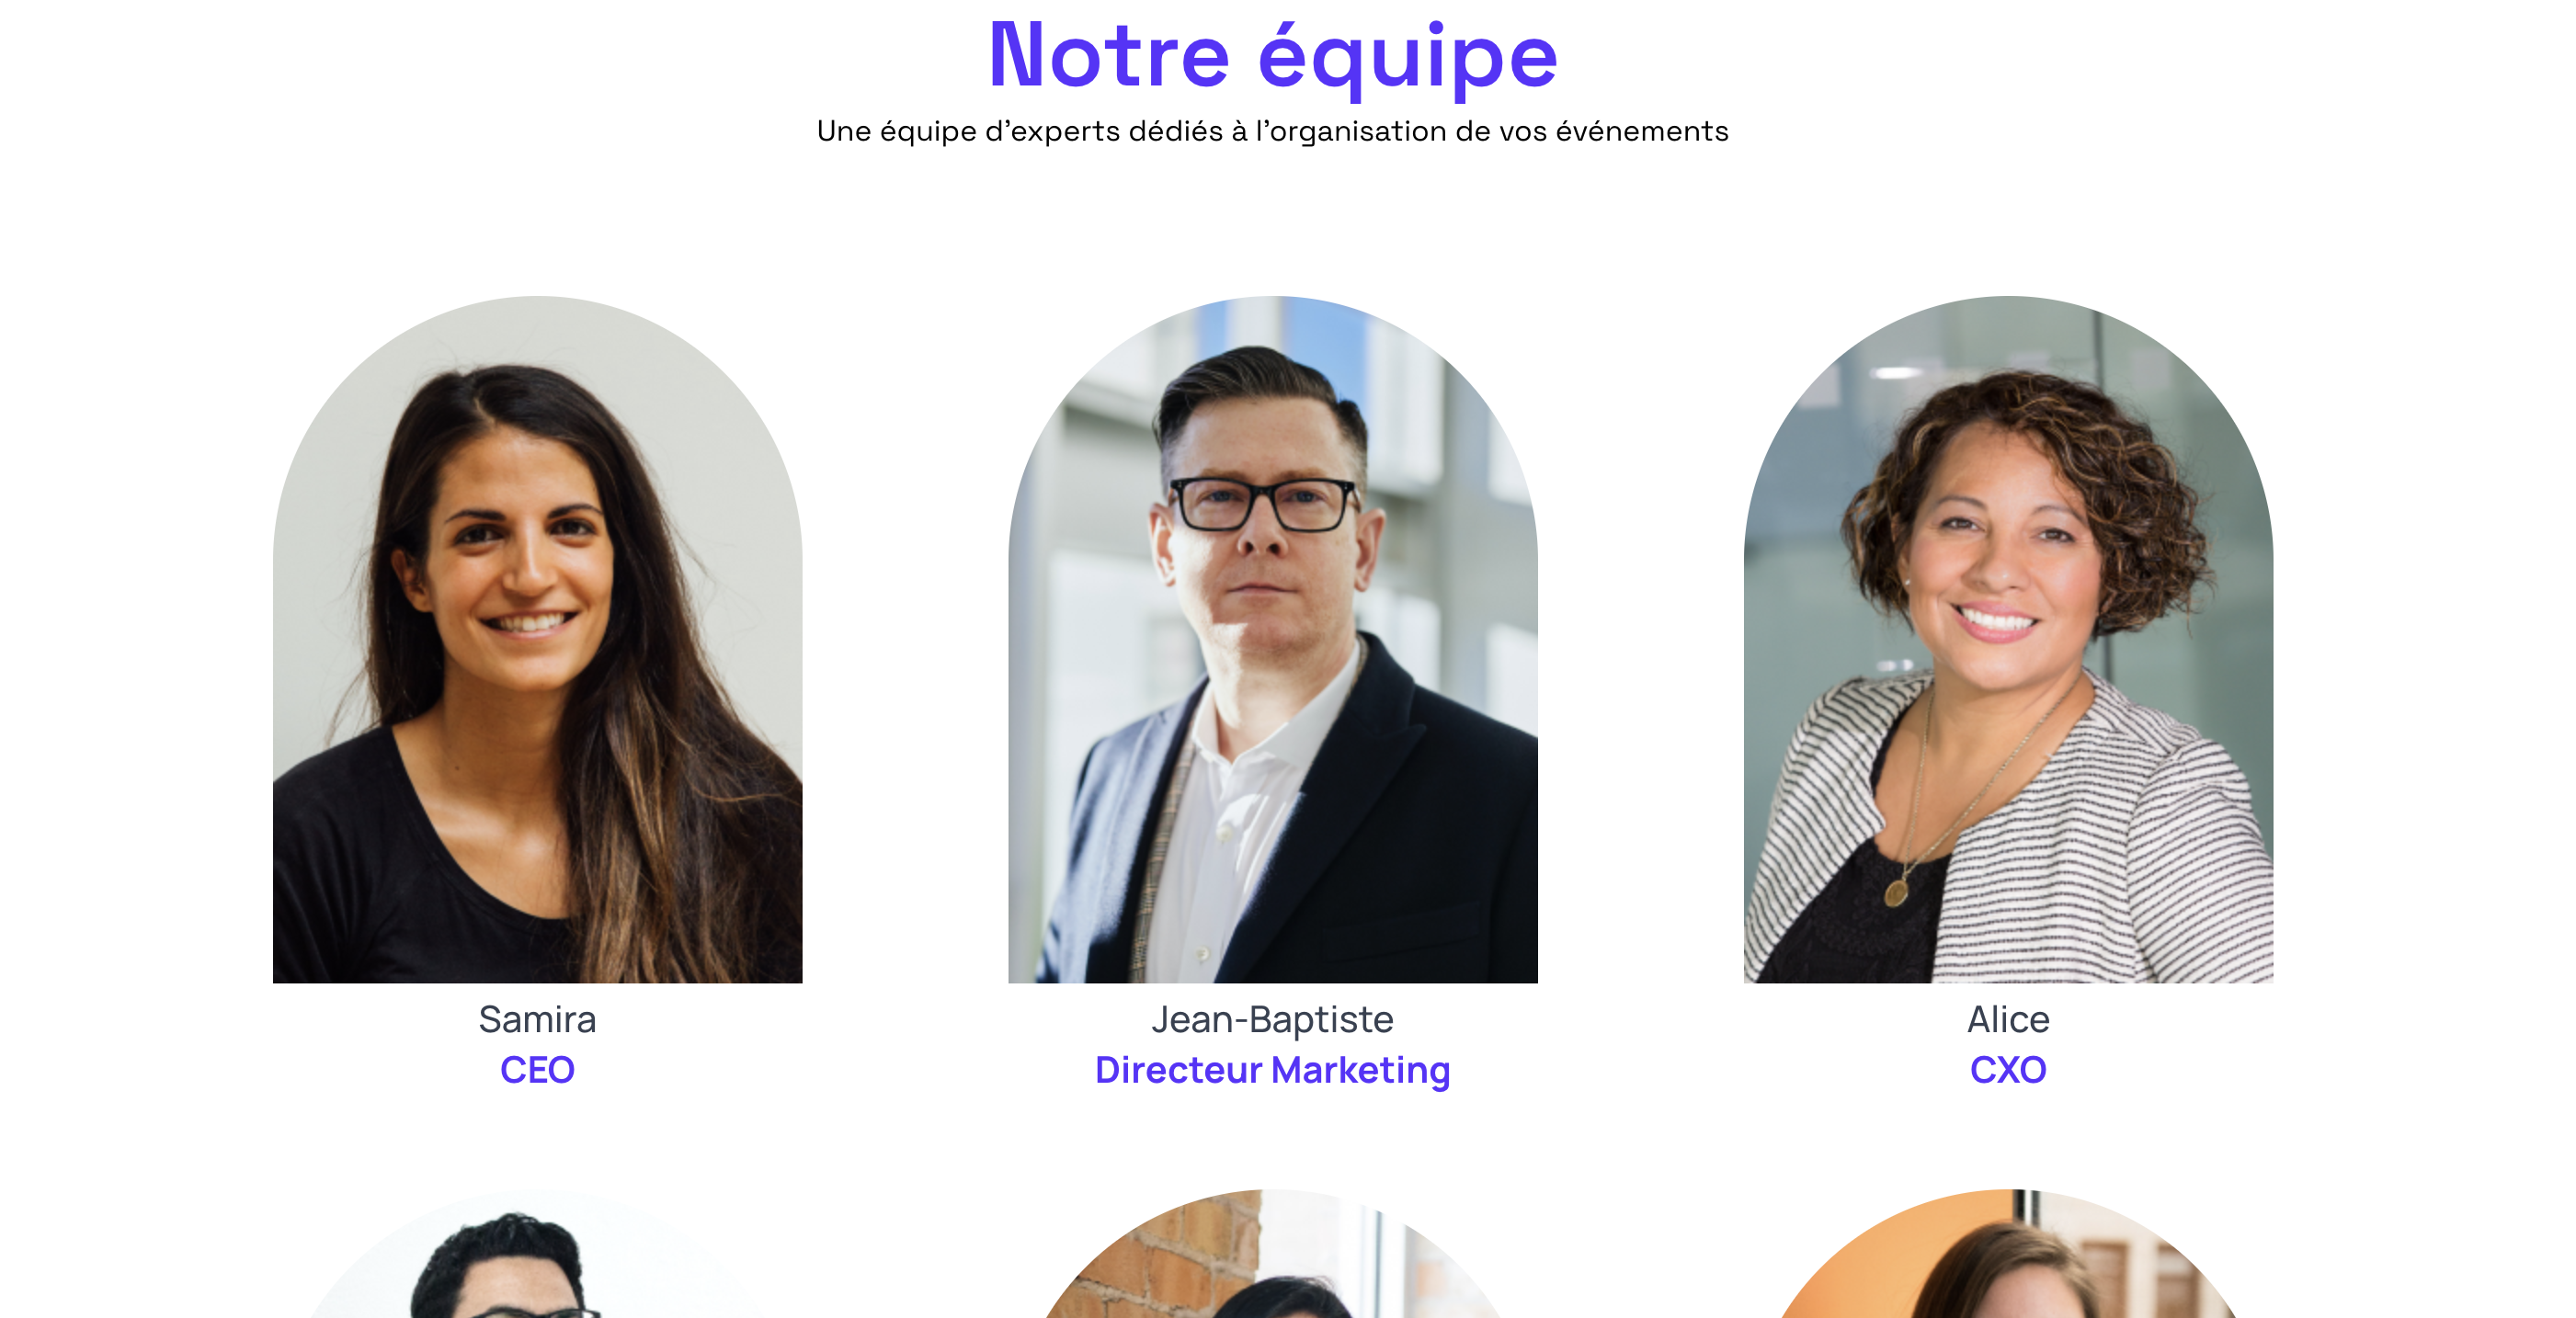 Notre équipe
Une équipe d’experts dédiés à l’organisation de vos événements
Samira
CEO
Jean-Baptiste
Directeur Marketing
Alice
CXO